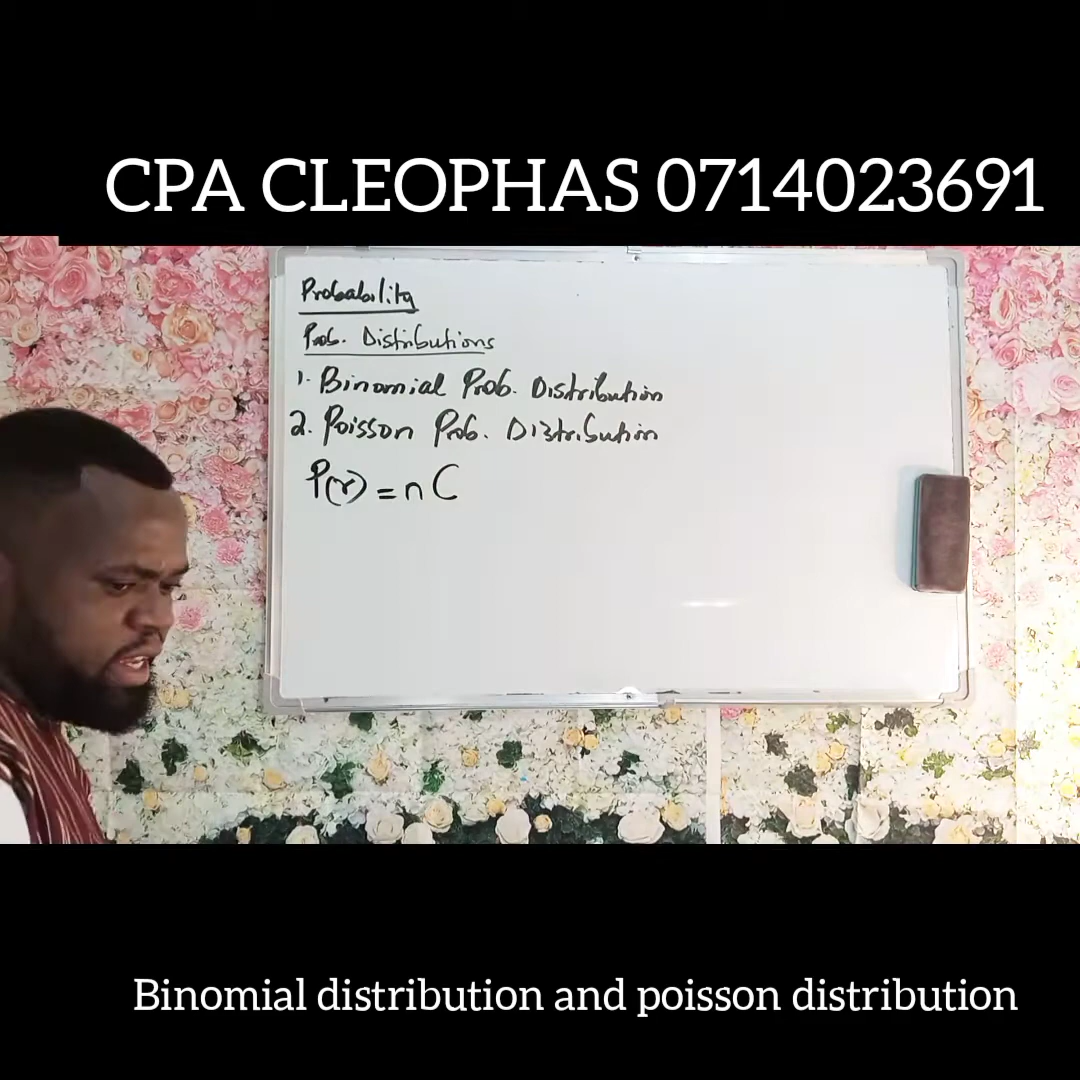 CPA CLEOPHAS 0714023691
Probability
Prob. Distributions
1. Binomial Prob. Distribution
2. Poisson Prob. Distribution
P(r) = n C
Binomial distribution and poisson distribution